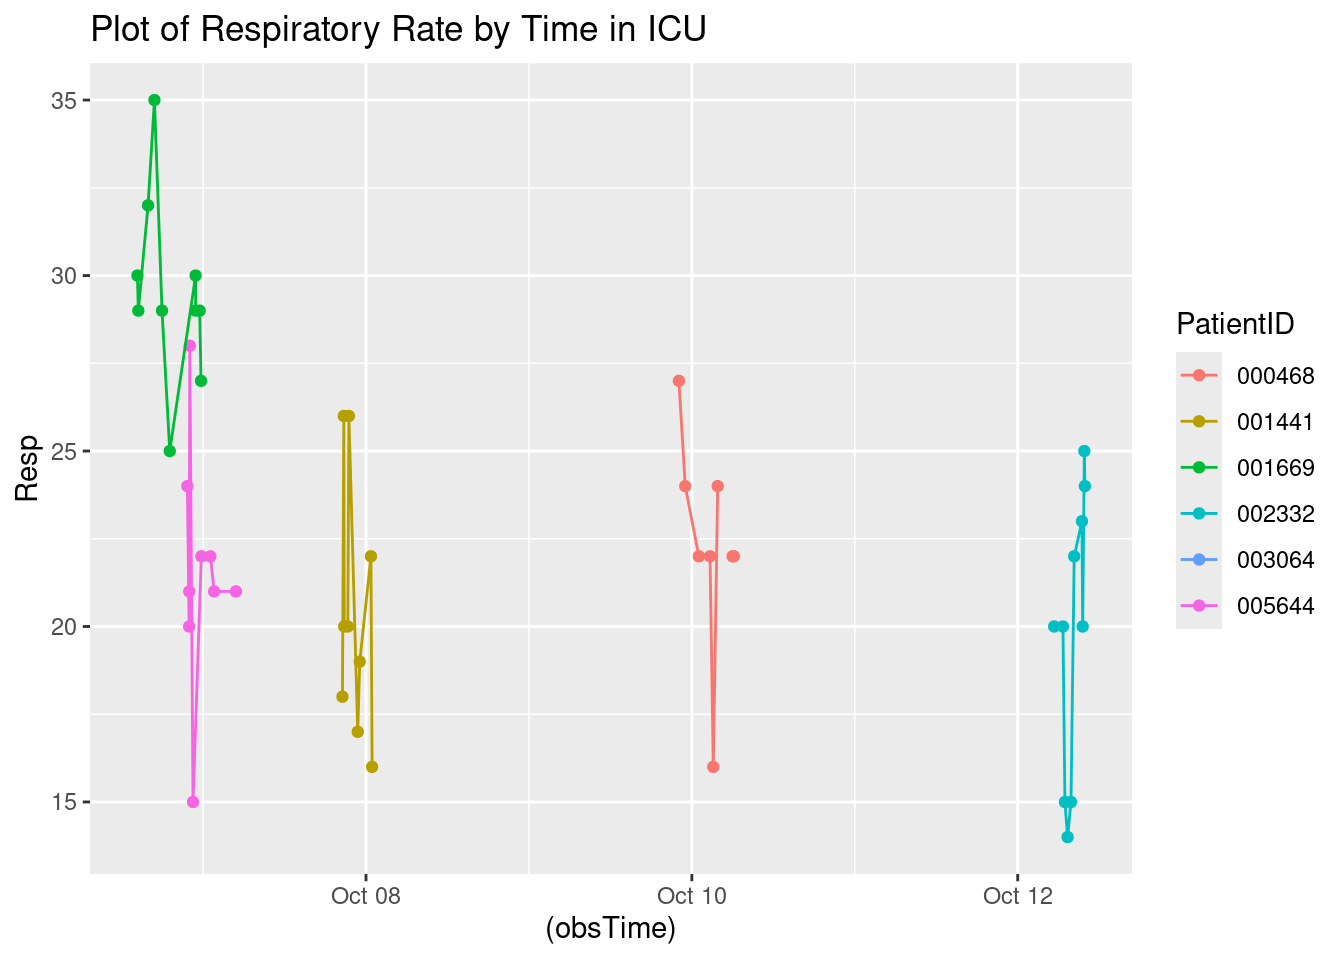 Plot of Respiratory Rate by Time in ICU
35
30
25
20
15
Resp
Oct 08 Oct 10 Oct 12
(obsTime)
PatientID
000468
001441
001669
002332
003064
005644